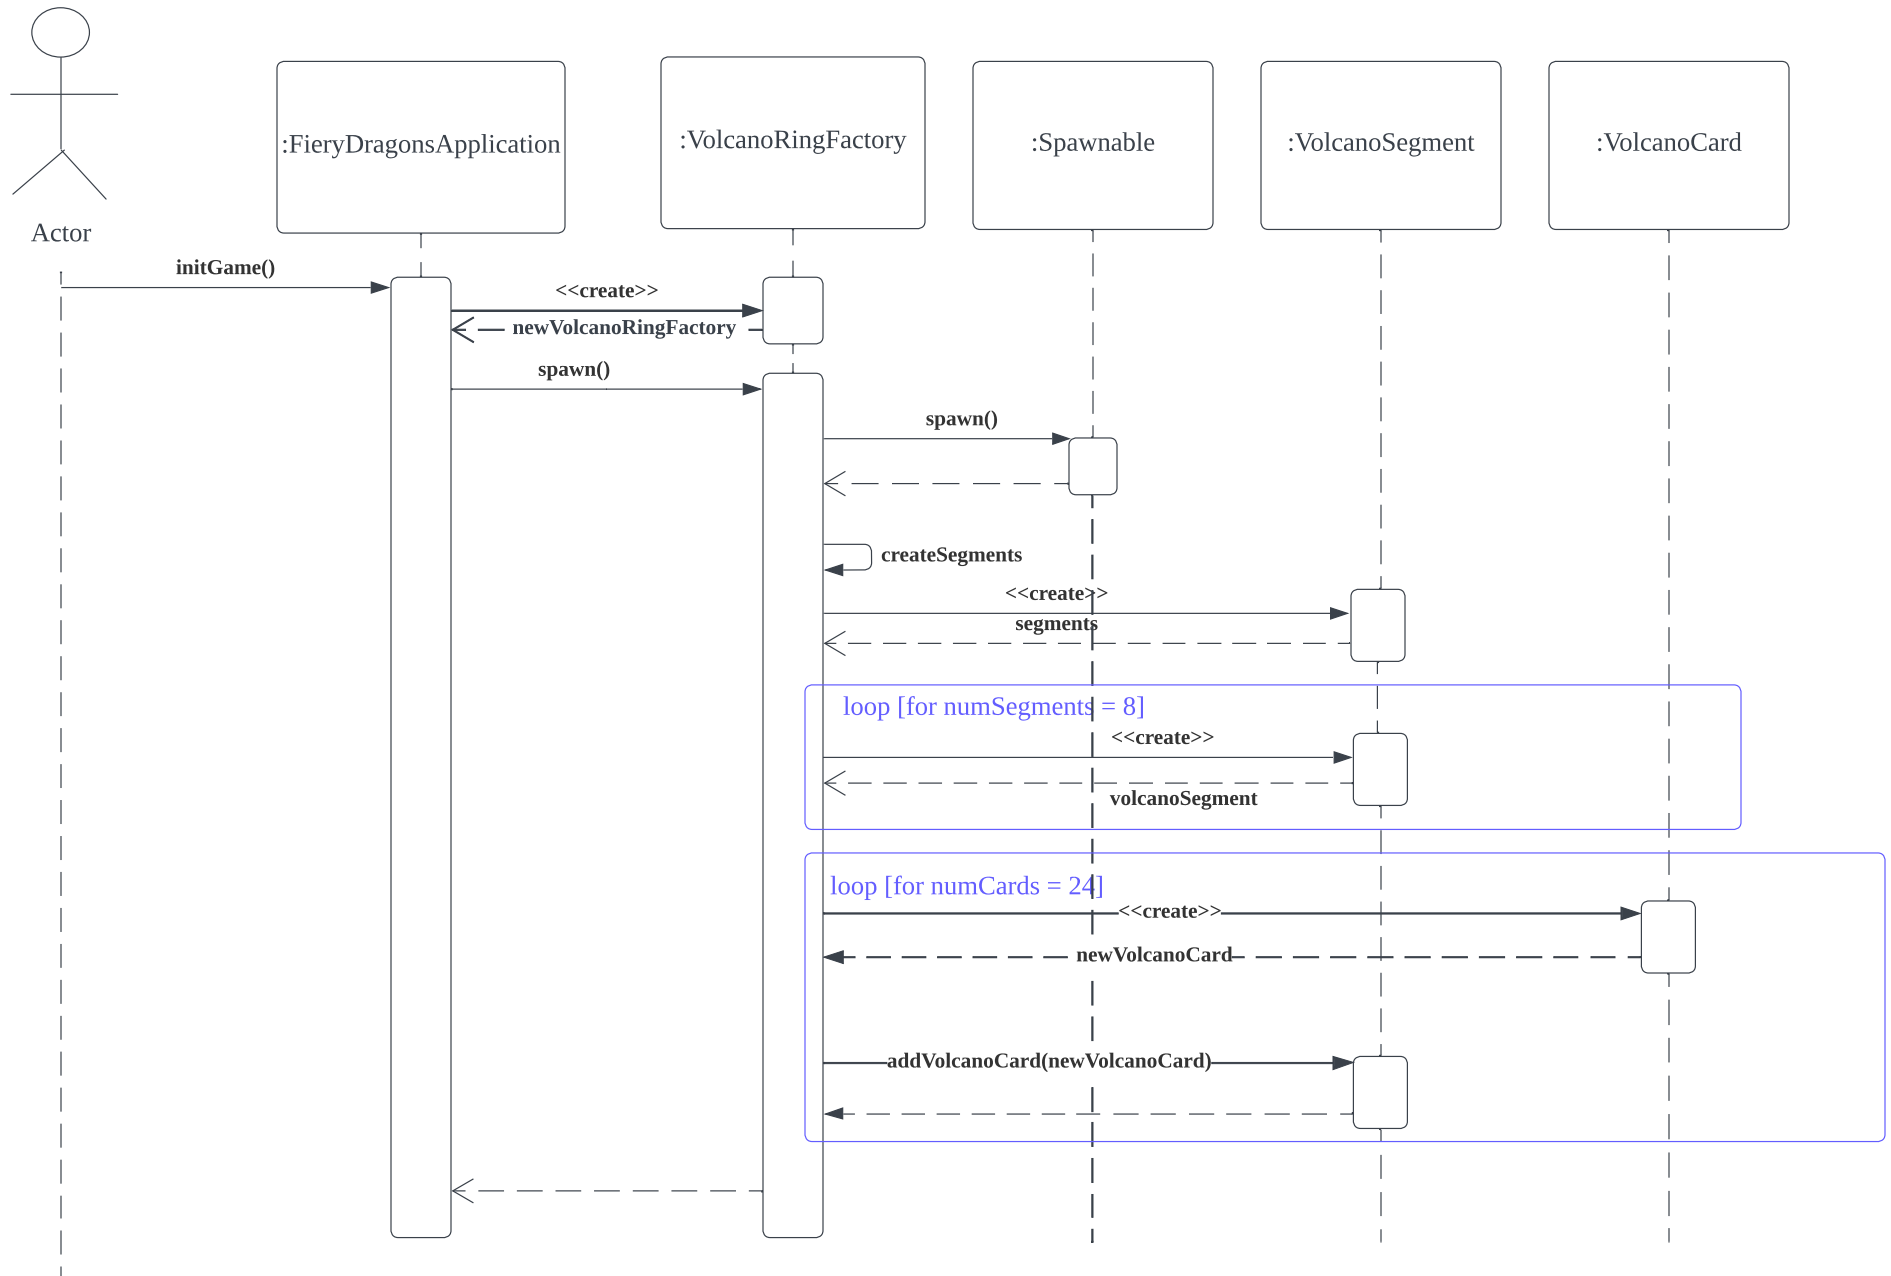 :FieryDragonsApplication
:VolcanoRingFactory
:Spawnable
:VolcanoSegment
:VolcanoCard
Actor
initGame()
<<create>>
newVolcanoRingFactory
spawn()
spawn()
createSegments
<<create>>
segments
loop [for numSegments = 8]
<<create>>
volcanoSegment
loop [for numCards = 24]
<<create>>
newVolcanoCard
addVolcanoCard(newVolcanoCard)